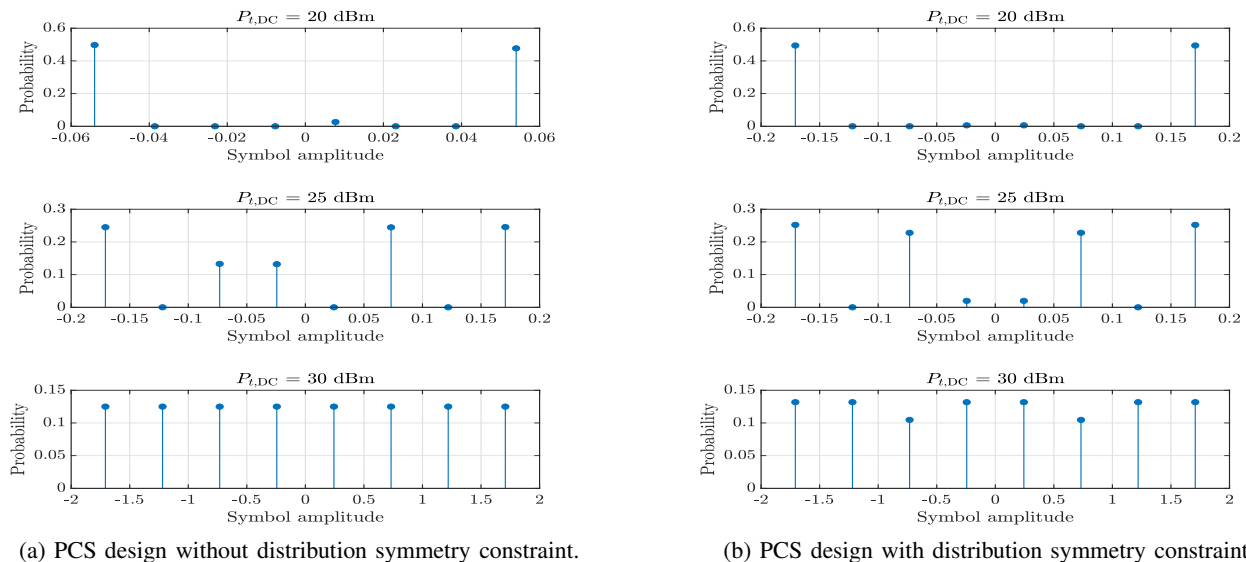 P_{t,DC} = 20 dBm
Probability
0.6
0.4
0.2
0
-0.06 -0.04 -0.02 0 0.02 0.04 0.06
Symbol amplitude
P_{t,DC} = 25 dBm
Probability
0.3
0.2
0.1
0
-0.2 -0.15 -0.1 -0.05 0 0.05 0.1 0.15 0.2
Symbol amplitude
P_{t,DC} = 30 dBm
Probability
0.15
0.1
0.05
0
-2 -1.5 -1 -0.5 0 0.5 1 1.5 2
Symbol amplitude
(a) PCS design without distribution symmetry constraint.
P_{t,DC} = 20 dBm
Probability
0.6
0.4
0.2
0
-0.2 -0.15 -0.1 -0.05 0 0.05 0.1 0.15 0.2
Symbol amplitude
P_{t,DC} = 25 dBm
Probability
0.3
0.2
0.1
0
-0.2 -0.15 -0.1 -0.05 0 0.05 0.1 0.15 0.2
Symbol amplitude
P_{t,DC} = 30 dBm
Probability
0.15
0.1
0.05
0
-2 -1.5 -1 -0.5 0 0.5 1 1.5 2
Symbol amplitude
(b) PCS design with distribution symmetry constraint